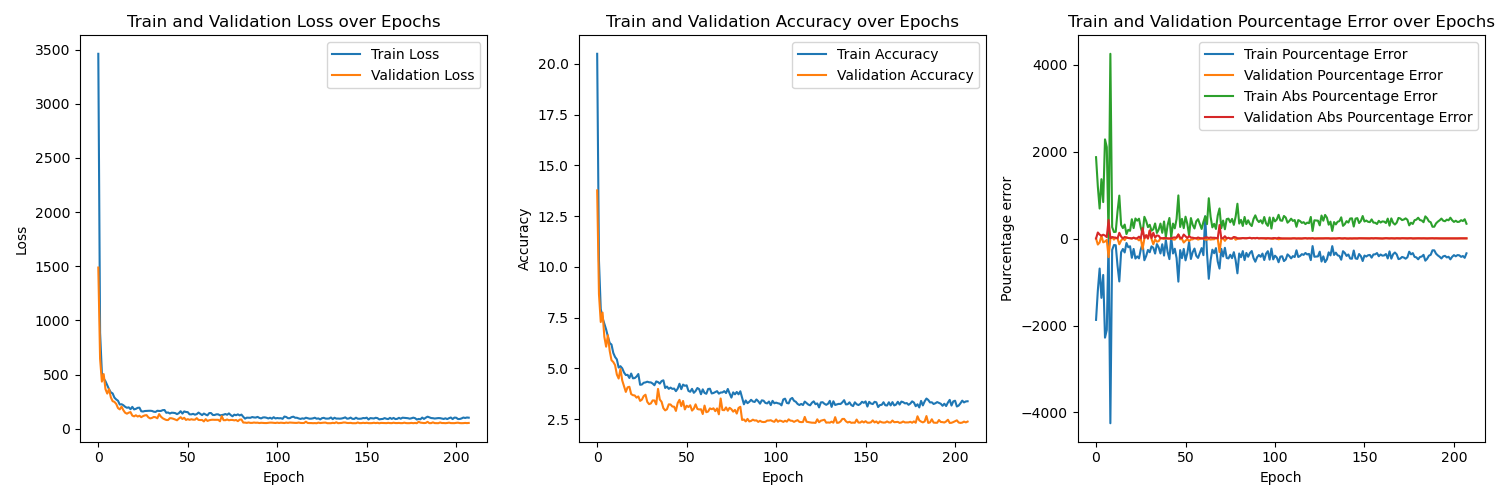 Train and Validation Loss over Epochs
Train Loss
Validation Loss
3500
3000
2500
2000
1500
1000
500
0
Loss
0
50
100
150
200
Epoch
Train and Validation Accuracy over Epochs
Train Accuracy
Validation Accuracy
20.0
17.5
15.0
12.5
10.0
7.5
5.0
2.5
Accuracy
0
50
100
150
200
Epoch
Train and Validation Pourcentage Error over Epochs
Train Pourcentage Error
Validation Pourcentage Error
Train Abs Pourcentage Error
Validation Abs Pourcentage Error
4000
2000
0
−2000
−4000
Pourcentage error
0
50
100
150
200
Epoch